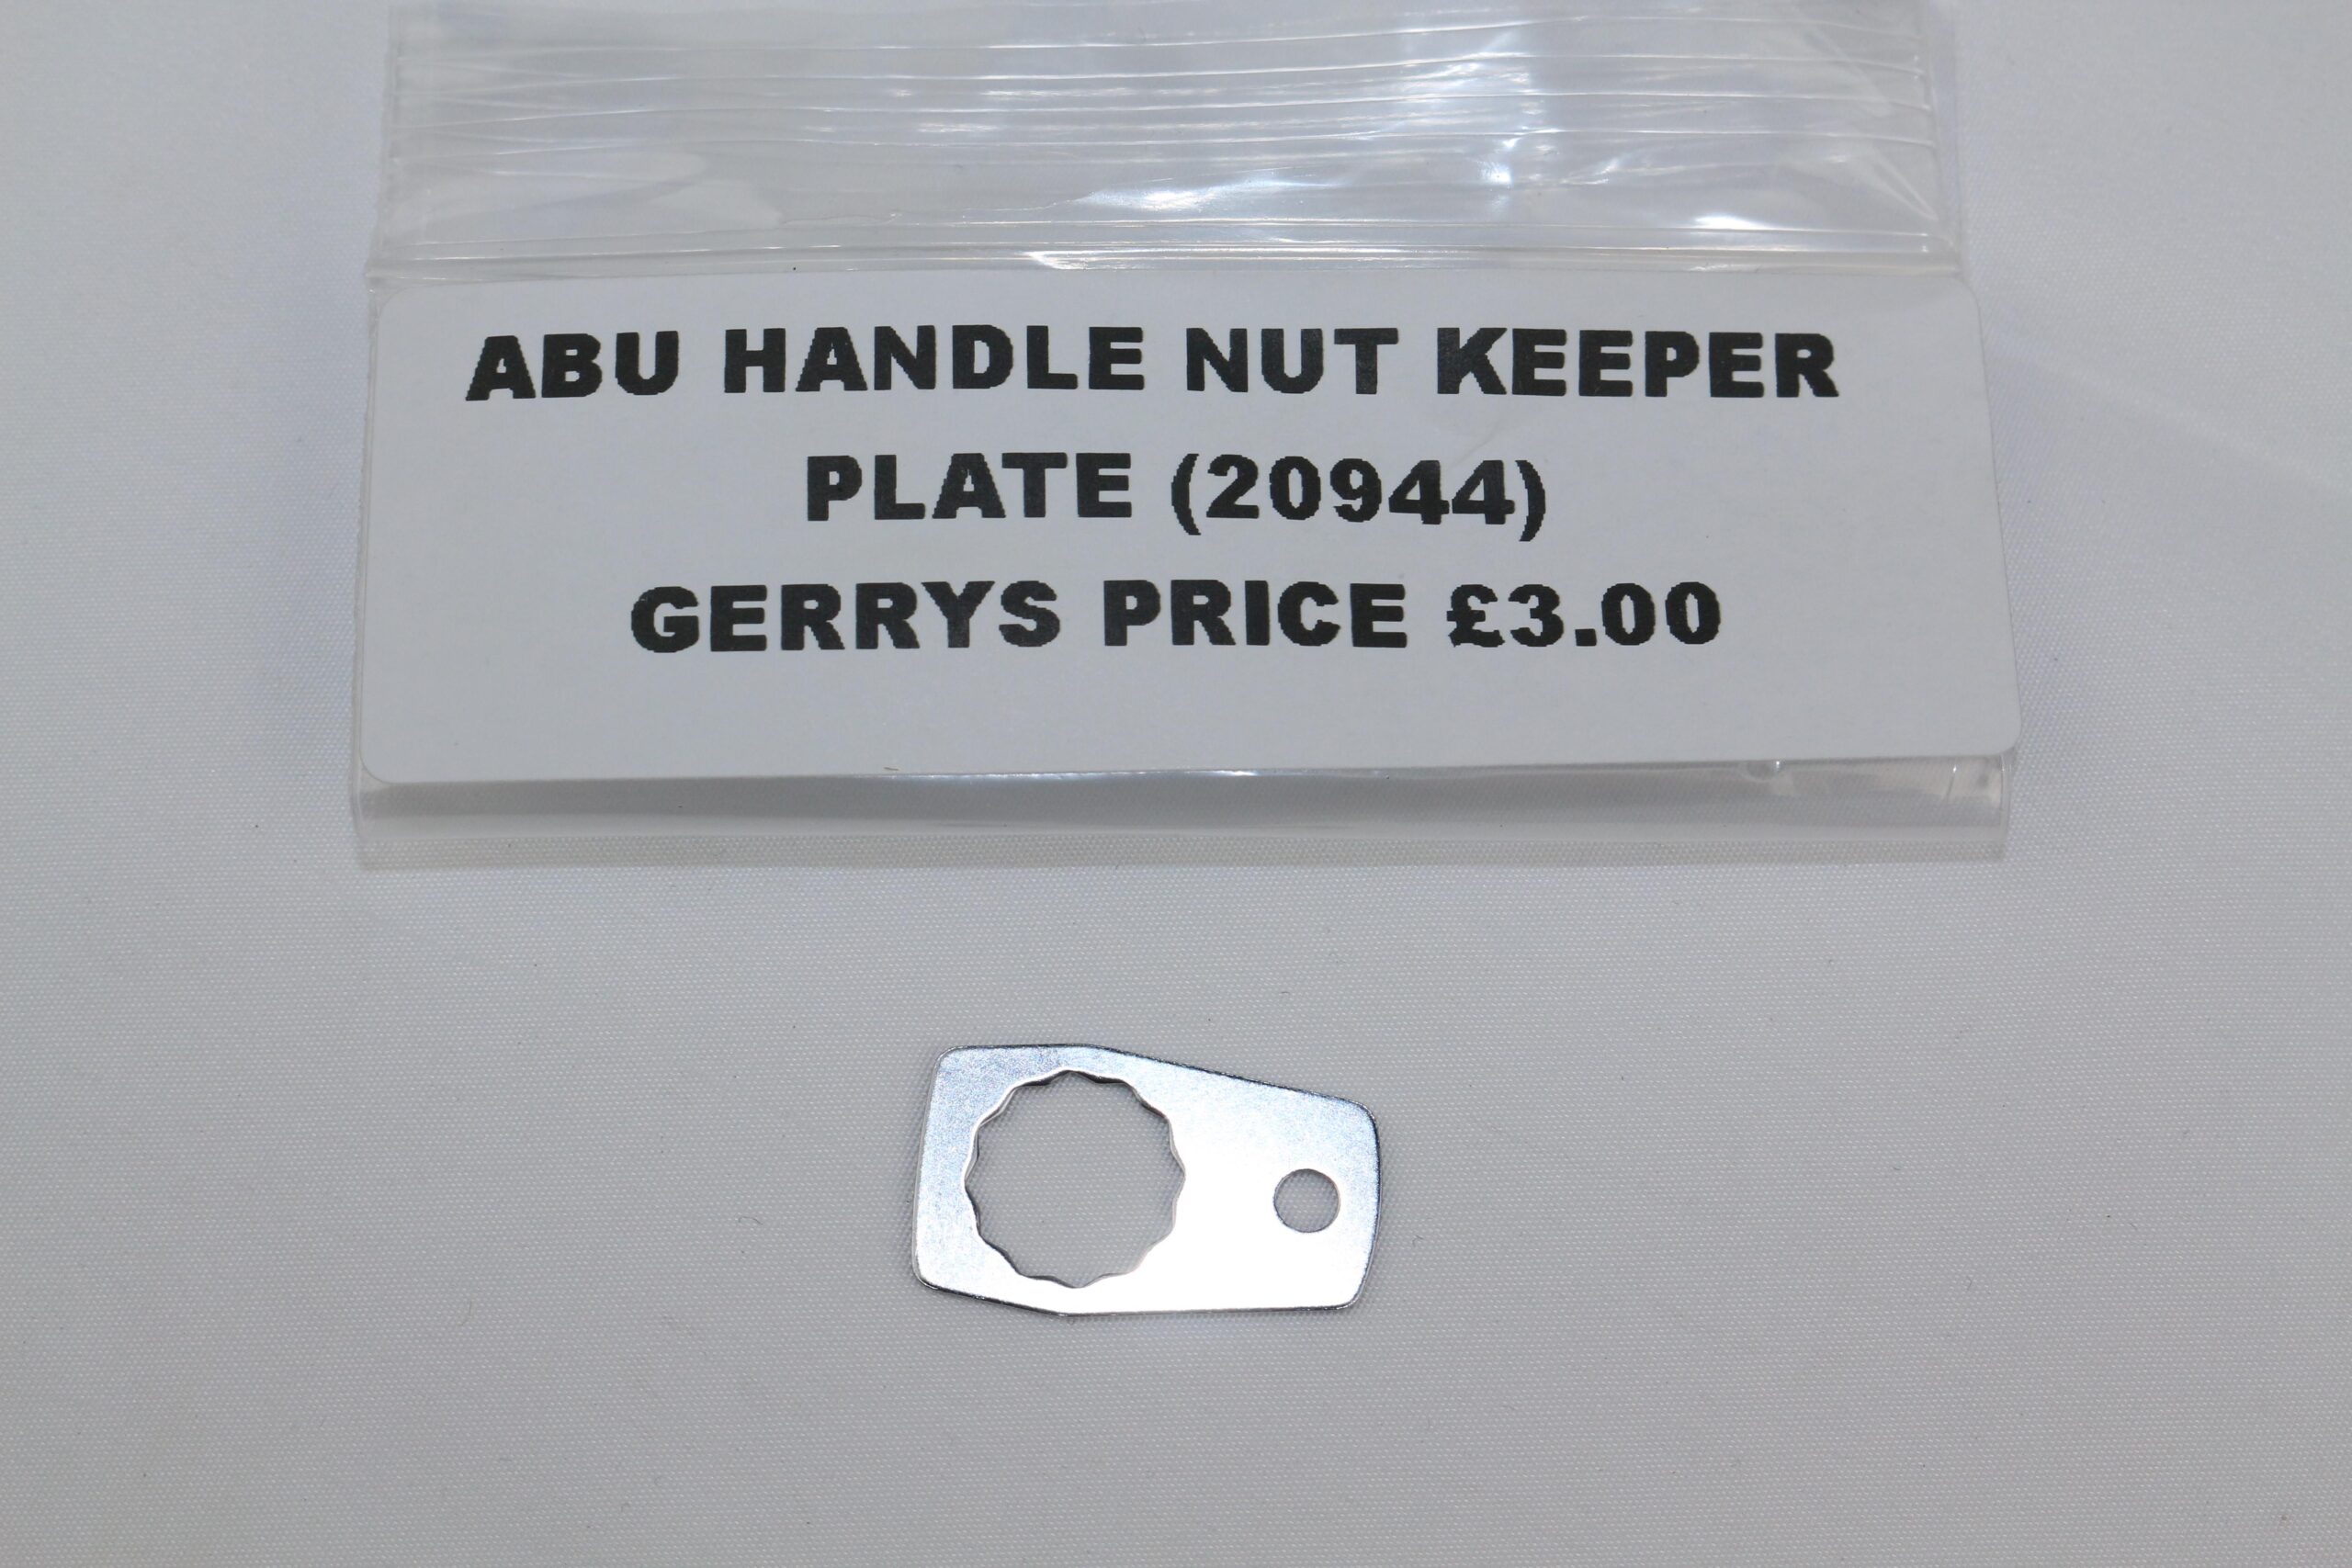 ABU HANDLE NUT KEEPER
PLATE (20944)
GERRYS PRICE £3.00